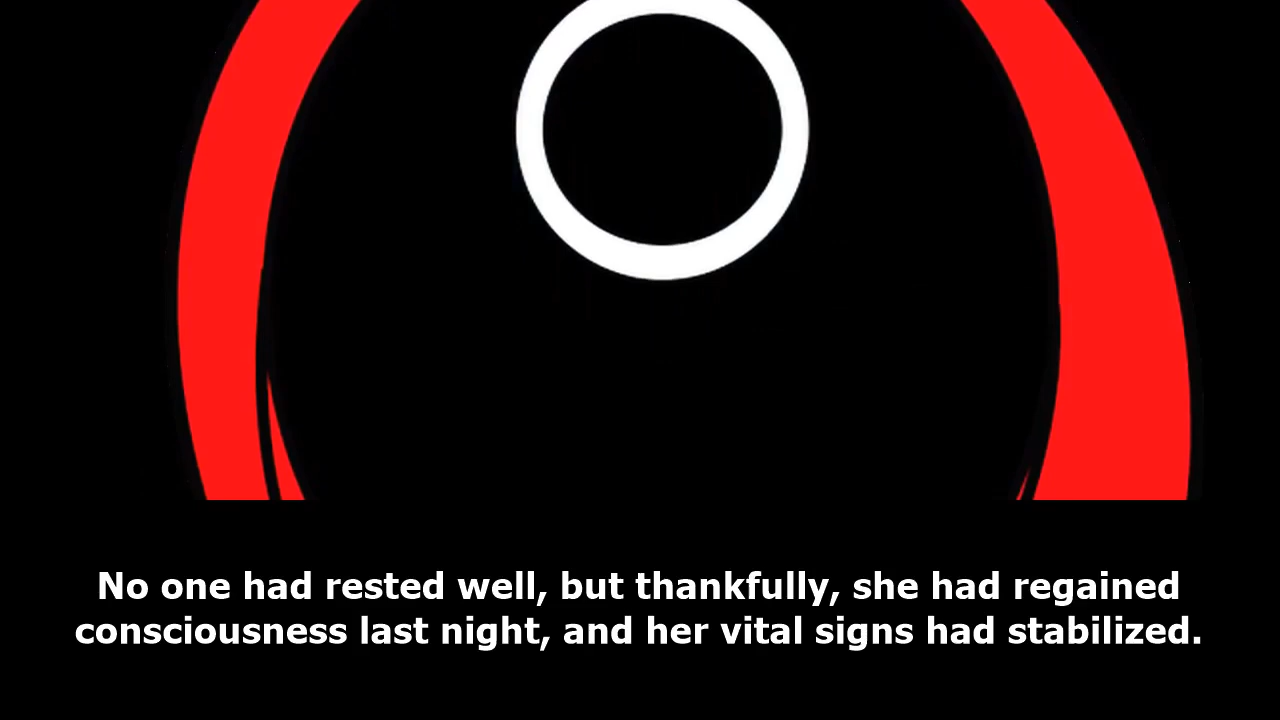 No one had rested well, but thankfully, she had regained
consciousness last night, and her vital signs had stabilized.